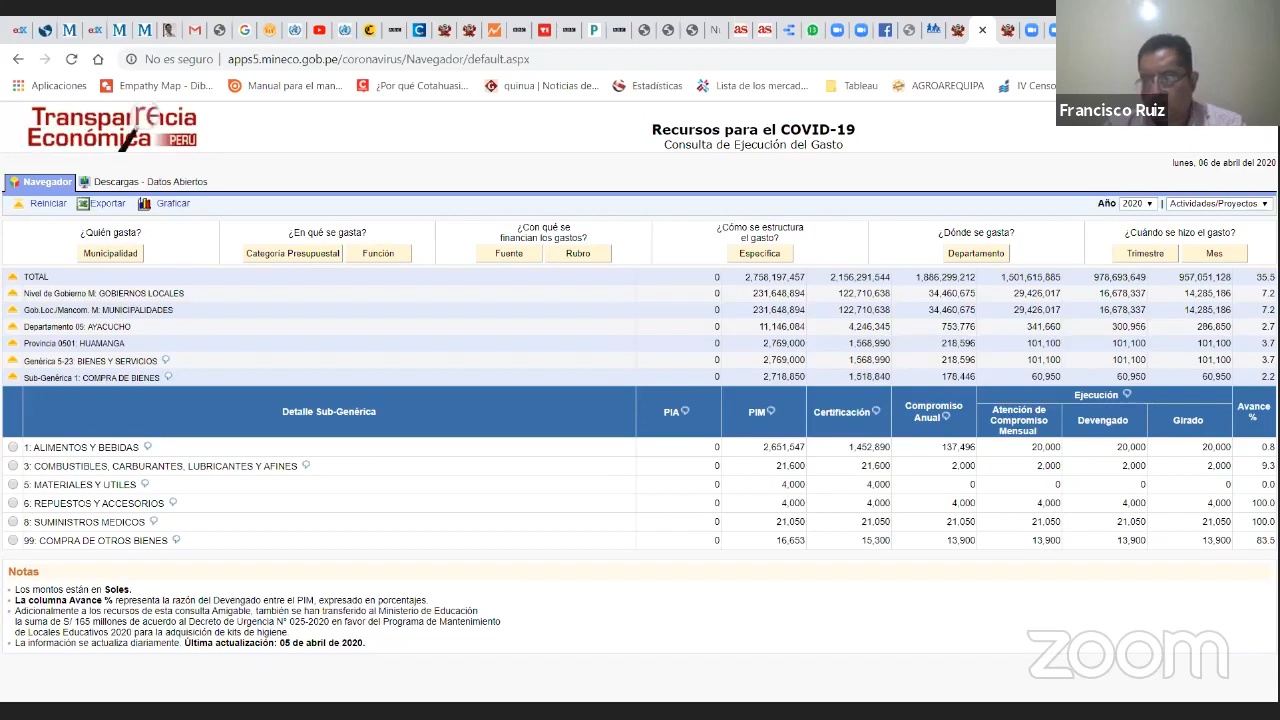 No seguro | apps5.mineco.gob.pe/coronavirus/Navegador/default.aspx
Aplicaciones Empathy Map - Dib... Manual para el man... ¿Por qué Cotahuasi... quinua | Noticias de... Estadísticas Lista de los mercad... Tableau AGROAREQUIPA IV Censo
Francisco Ruiz
Transparencia
Económica PERÚ
Recursos para el COVID-19
Consulta de Ejecución del Gasto
lunes, 06 de abril del 2020
Navegador Descargas - Datos Abiertos
Reiniciar Exportar Graficar Año 2020 | Actividades/Proyectos
¿Quién gasta? ¿En qué se gasta? ¿Con qué se financian los gastos? ¿Cómo se estructura el gasto? ¿Dónde se gasta? ¿Cuándo se hizo el gasto?
Municipalidad Categoría Presupuestal Función Fuente Rubro Específica Departamento Trimestre Mes
TOTAL 0 2,758,197,457 2,156,291,544 1,886,299,212 1,501,615,885 978,693,649 957,051,128 35.5
Nivel de Gobierno M: GOBIERNOS LOCALES 0 231,648,894 122,710,638 34,460,675 29,426,017 16,678,337 14,285,186 7.2
Gob.Loc./Mancom. M: MUNICIPALIDADES 0 231,648,894 122,710,638 34,460,675 29,426,017 16,678,337 14,285,186 7.2
Departamento 05: AYACUCHO 0 11,146,084 4,246,345 753,776 341,660 300,956 286,850 2.7
Provincia 0501: HUAMANGA 0 2,769,000 1,568,990 218,596 101,100 101,100 101,100 3.7
Genérica 5-23: BIENES Y SERVICIOS 0 2,769,000 1,568,990 218,596 101,100 101,100 101,100 3.7
Sub-Genérica 1: COMPRA DE BIENES 0 2,718,850 1,518,840 178,446 60,950 60,950 60,950 2.2
Detalle Sub-Genérica PIA PIM Certificación Compromiso Anual Ejecución Avance %
Atención de Compromiso Mensual Devengado Girado
1: ALIMENTOS Y BEBIDAS 0 2,651,547 1,452,890 137,496 20,000 20,000 20,000 0.8
3: COMBUSTIBLES, CARBURANTES, LUBRICANTES Y AFINES 0 21,600 21,600 2,000 2,000 2,000 2,000 9.3
5: MATERIALES Y UTILES 0 4,000 4,000 0 0 0 0 0.0
6: REPUESTOS Y ACCESORIOS 0 4,000 4,000 4,000 4,000 4,000 4,000 100.0
8: SUMINISTROS MEDICOS 0 21,050 21,050 21,050 21,050 21,050 21,050 100.0
99: COMPRA DE OTROS BIENES 0 16,653 15,300 13,900 13,900 13,900 13,900 83.5
Notas
Los montos están en Soles.
La columna Avance % representa la razón del Devengado entre el PIM, expresado en porcentajes.
Adicionalmente a los recursos de esta consulta Amigable, también se han transferido al Ministerio de Educación
la suma de S/ 165 millones de acuerdo al Decreto de Urgencia N° 025-2020 en favor del Programa de Mantenimiento
de Locales Educativos 2020 para la adquisición de kits de higiene.
La información se actualiza diariamente. Última actualización: 05 de abril de 2020.
zoom